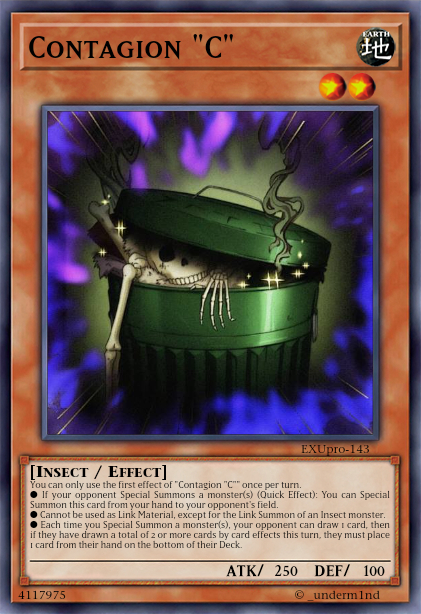 CONTAGION "C"
EARTH
地
EXUpro-143
[INSECT / EFFECT]
You can only use the first effect of "Contagion "C"" once per turn.
● If your opponent Special Summons a monster(s) (Quick Effect): You can Special
Summon this card from your hand to your opponent's field.
● Cannot be used as Link Material, except for the Link Summon of an Insect monster.
● Each time you Special Summon a monster(s), your opponent can draw 1 card, then
if they have drawn a total of 2 or more cards by card effects this turn, they must place
1 card from their hand on the bottom of their Deck.
ATK/ 250 DEF/ 100
4117975
© _underm1nd